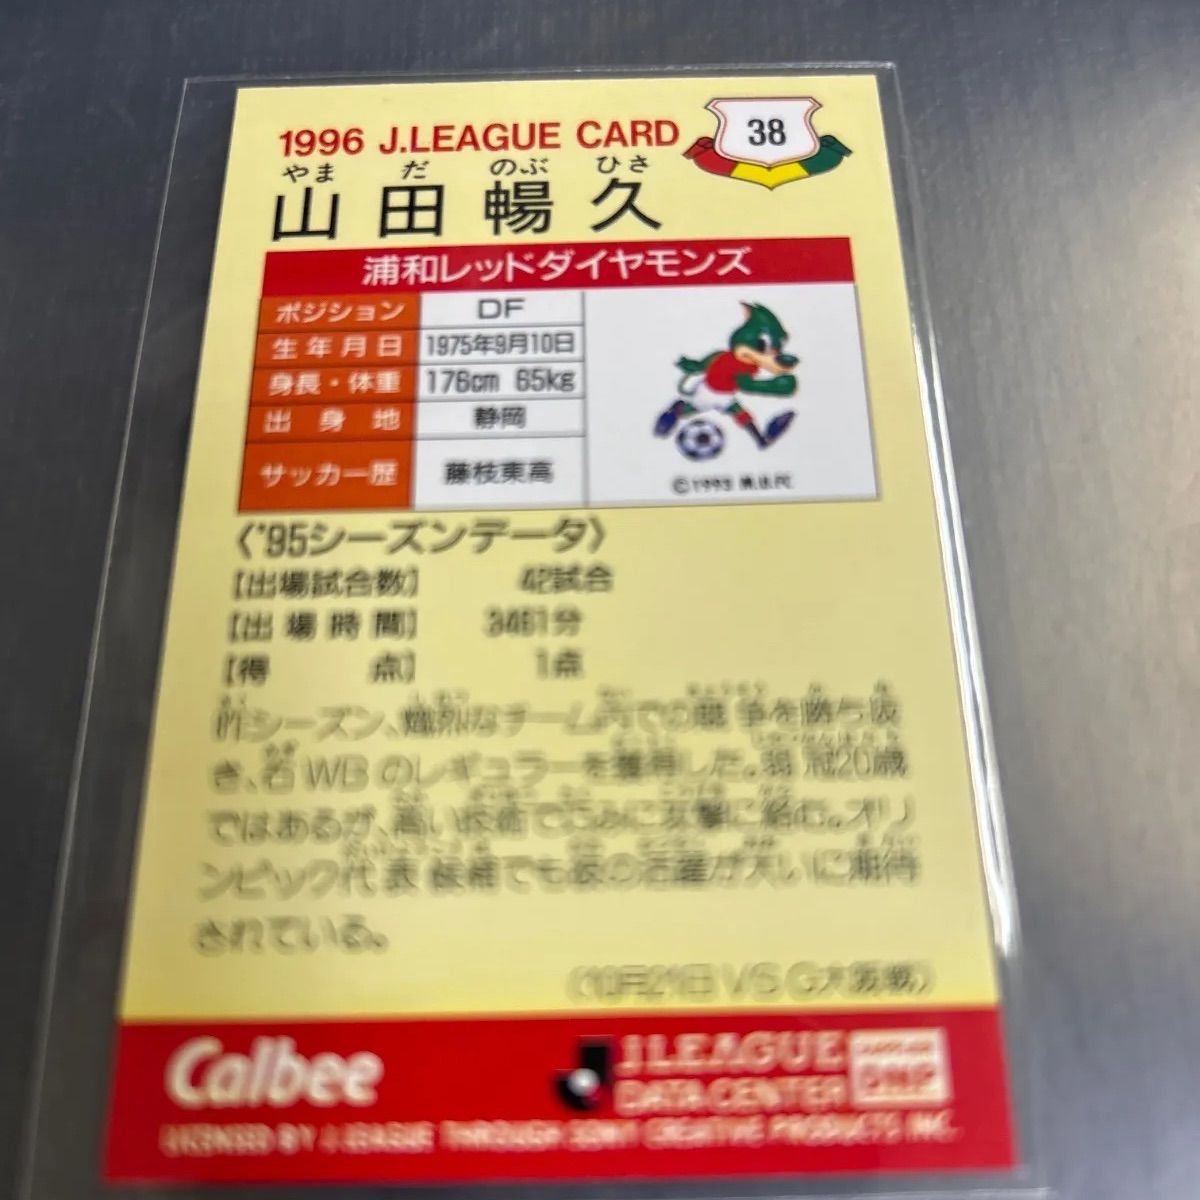 1996 J.LEAGUE CARD
38
やまだ のぶ ひさ
山田暢久
浦和レッドダイヤモンズ
ポジション DF
生年月日 1975年9月10日
身長・体重 176cm 65kg
出身地 静岡
サッカー歴 藤枝東高
©1993 M.U.FC
〈'95シーズンデータ〉
【出場試合数】 42試合
【出場時間】 3461分
【得点】 1点
昨シーズン、熾烈なチーム内での競争を勝ち抜
き、右WBのレギュラーを獲得した。弱冠20歳
ではあるが、高い技術で巧みに攻撃に絡む。オリ
ンピック代表候補でも彼の活躍が大いに期待
されている。
(10月21日 VS G大阪戦)
Calbee
J.LEAGUE
DATA CENTER
LICENSED BY J.LEAGUE THROUGH SONY CREATIVE PRODUCTS INC.